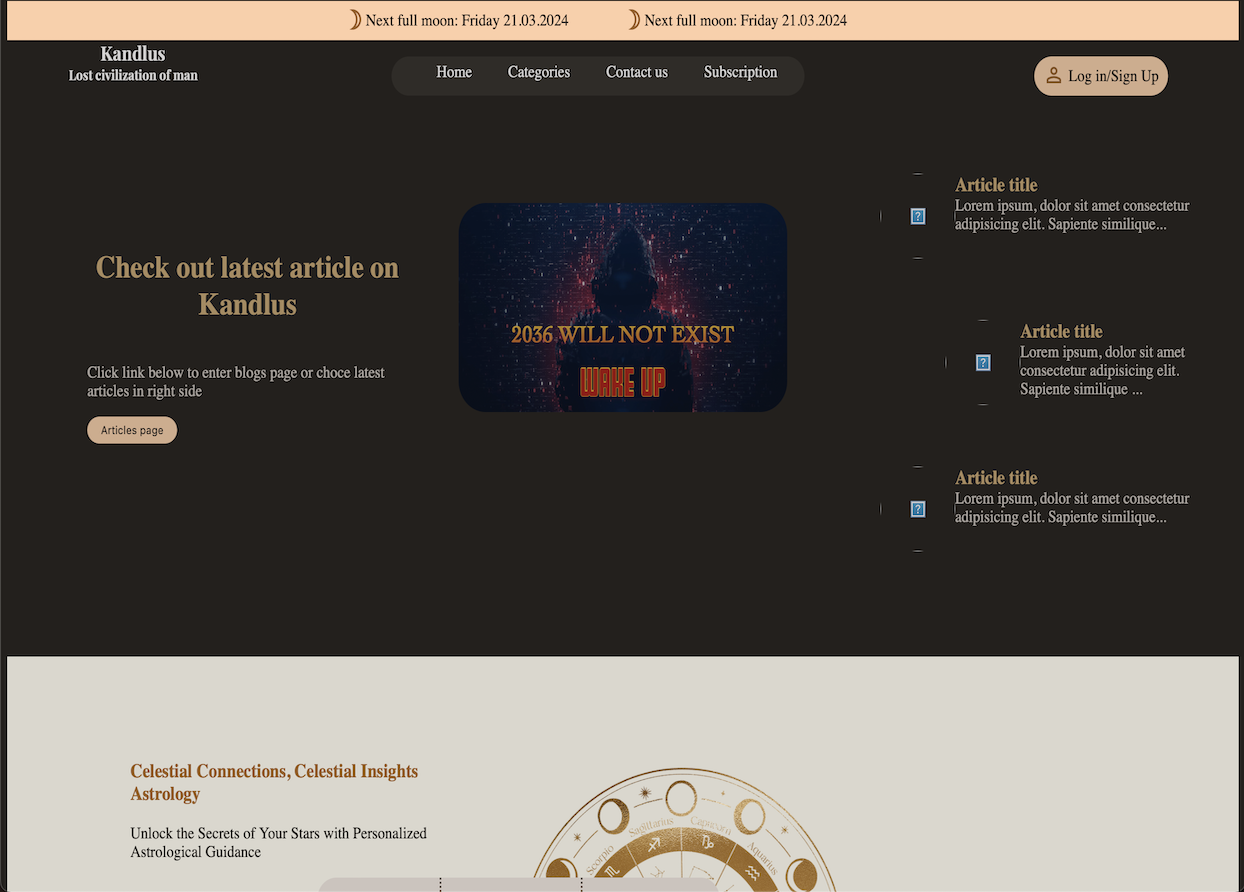 Next full moon: Friday 21.03.2024 Next full moon: Friday 21.03.2024
Kandlus
Lost civilization of man
Home Categories Contact us Subscription
Log in/Sign Up
Check out latest article on
Kandlus
Click link below to enter blogs page or choce latest
articles in right side
Articles page
2036 WILL NOT EXIST
WAKE UP
Article title
Lorem ipsum, dolor sit amet consectetur
adipisicing elit. Sapiente similique...
Article title
Lorem ipsum, dolor sit amet
consectetur adipisicing elit.
Sapiente similique ...
Article title
Lorem ipsum, dolor sit amet consectetur
adipisicing elit. Sapiente similique...
Celestial Connections, Celestial Insights
Astrology
Unlock the Secrets of Your Stars with Personalized
Astrological Guidance
Scorpio
Sagittarius
Capacorn
Aquarius